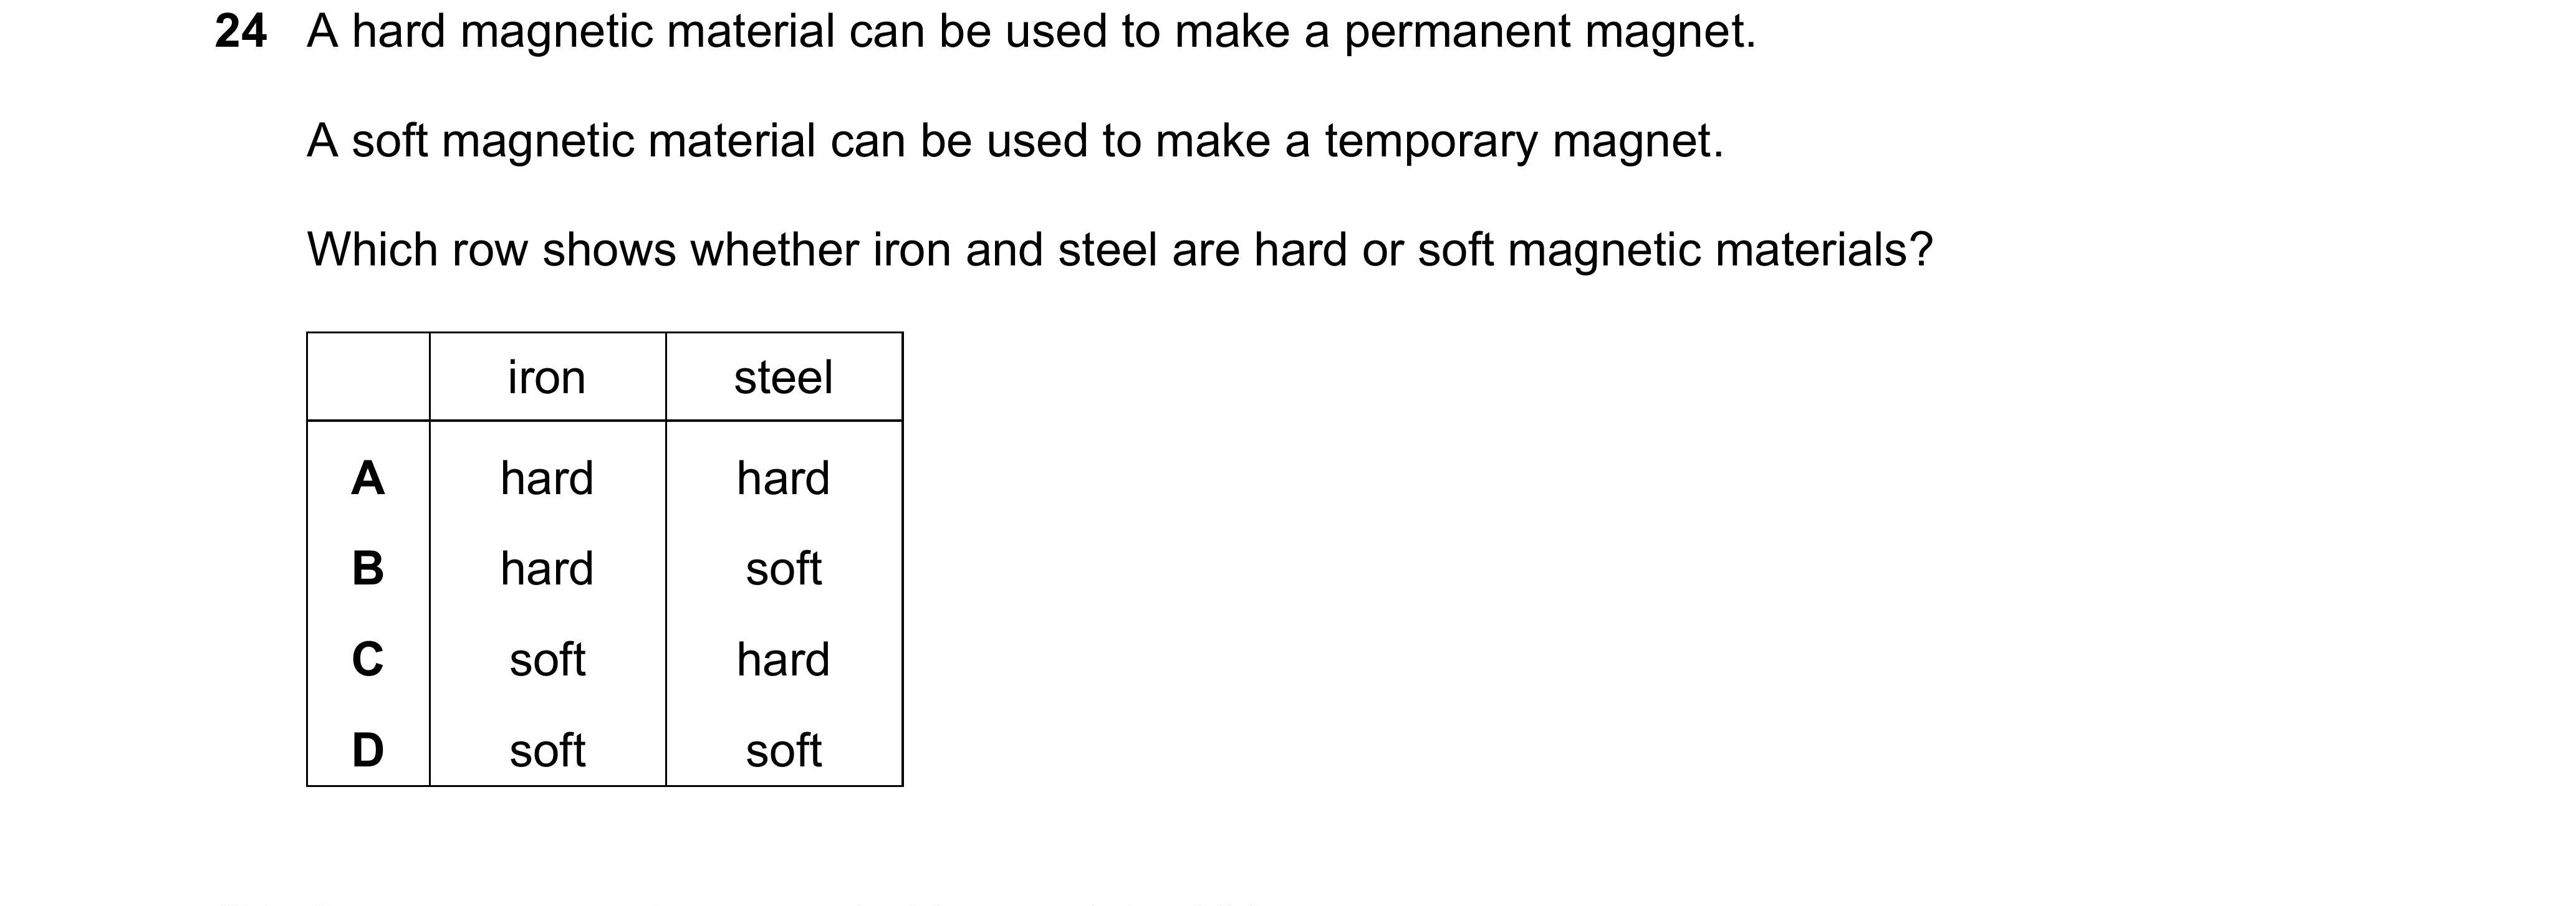 24 A hard magnetic material can be used to make a permanent magnet.
A soft magnetic material can be used to make a temporary magnet.
Which row shows whether iron and steel are hard or soft magnetic materials?
iron steel
A hard hard
B hard soft
C soft hard
D soft soft